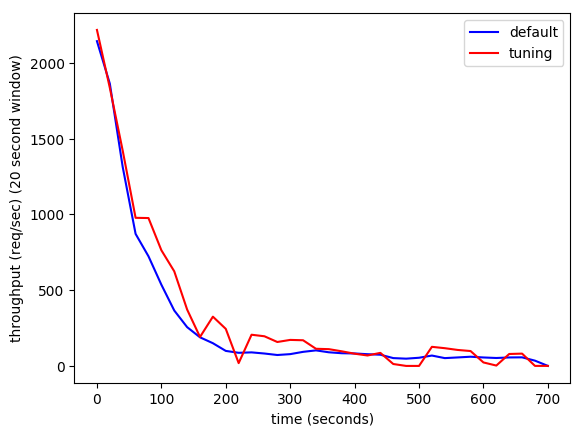 default
tuning
throughput (req/sec) (20 second window)
2000
1500
1000
500
0
0 100 200 300 400 500 600 700
time (seconds)